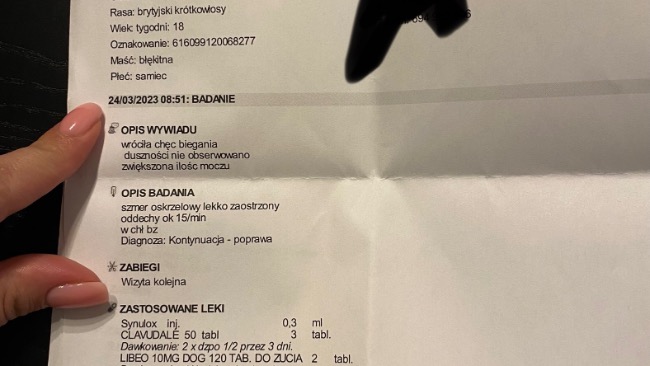 Rasa: brytyjski krótkowłosy
Wiek: tygodni: 18
Oznakowanie: 616099120068277
Maść: błękitna
Płeć: samiec
24/03/2023 08:51: BADANIE
OPIS WYWIADU
wróciła chęc biegania
duszności nie obserwowano
zwiększona ilośc moczu
OPIS BADANIA
szmer oskrzelowy lekko zaostrzony
oddechy ok 15/min
w chł bz
Diagnoza: Kontynuacja - poprawa
ZABIEGI
Wizyta kolejna
ZASTOSOWANE LEKI
Synulox inj. 0,3 ml
CLAVUDALE 50 tabl 3 tabl.
Dawkowanie: 2 x dzpo 1/2 przez 3 dni.
LIBEO 10MG DOG 120 TAB. DO ŻUCIA 2 tabl.